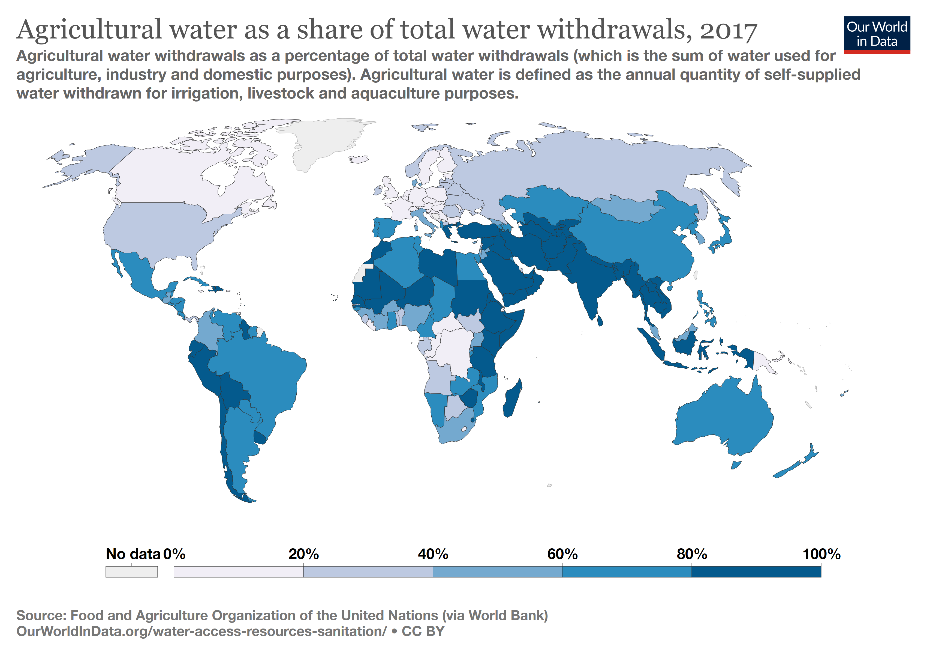 Agricultural water as a share of total water withdrawals, 2017
Our World
in Data
Agricultural water withdrawals as a percentage of total water withdrawals (which is the sum of water used for
agriculture, industry and domestic purposes). Agricultural water is defined as the annual quantity of self-supplied
water withdrawn for irrigation, livestock and aquaculture purposes.
No data 0% 20% 40% 60% 80% 100%
Source: Food and Agriculture Organization of the United Nations (via World Bank)
OurWorldInData.org/water-access-resources-sanitation/ • CC BY